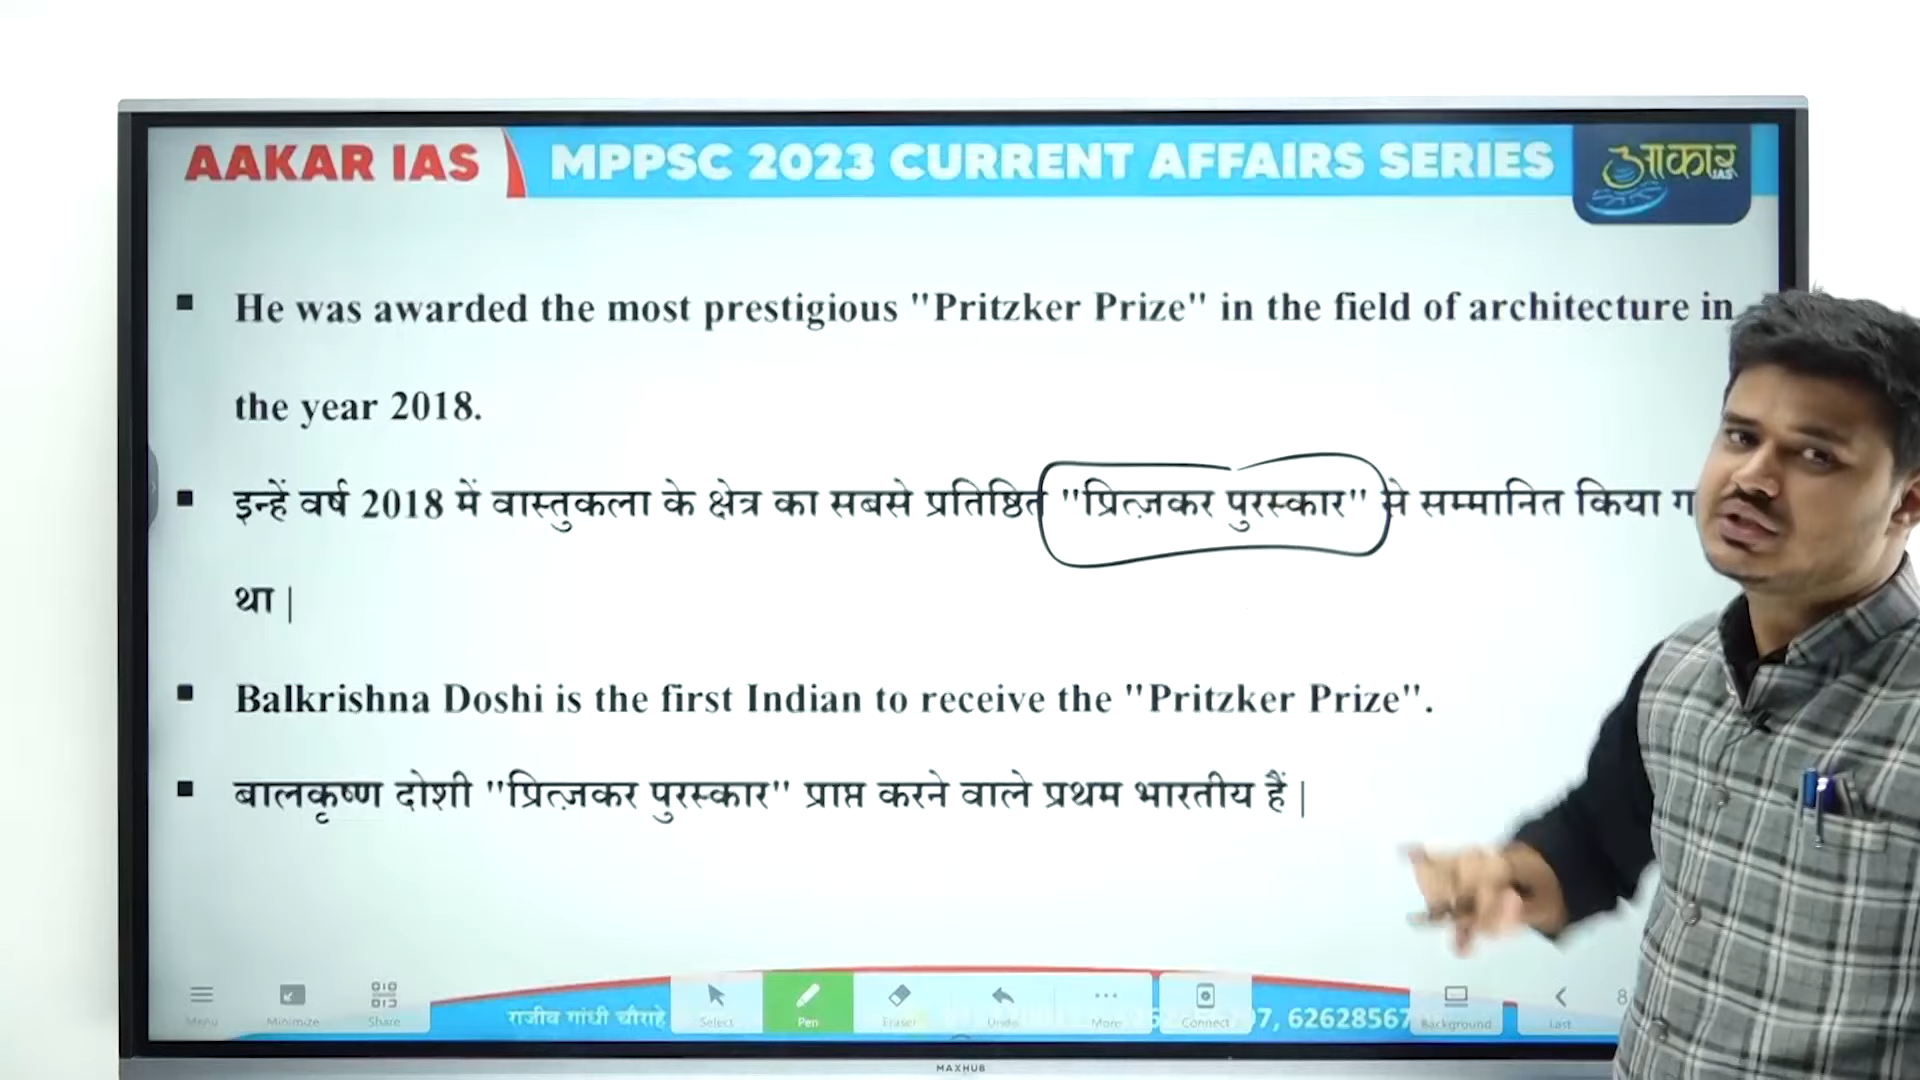 AAKAR IAS MPPSC 2023 CURRENT AFFAIRS SERIES आकार IAS
▪ He was awarded the most prestigious "Pritzker Prize" in the field of architecture in
the year 2018.
▪ इन्हें वर्ष 2018 में वास्तुकला के क्षेत्र का सबसे प्रतिष्ठित "प्रित्ज़कर पुरस्कार" से सम्मानित किया ग
था |
▪ Balkrishna Doshi is the first Indian to receive the "Pritzker Prize".
▪ बालकृष्ण दोशी "प्रित्ज़कर पुरस्कार" प्राप्त करने वाले प्रथम भारतीय हैं |
राजीव गांधी चौराहे 7, 6262856
Menu Minimize Share Select Pen Eraser Undo More Connect Background Last 8
MAXHUB